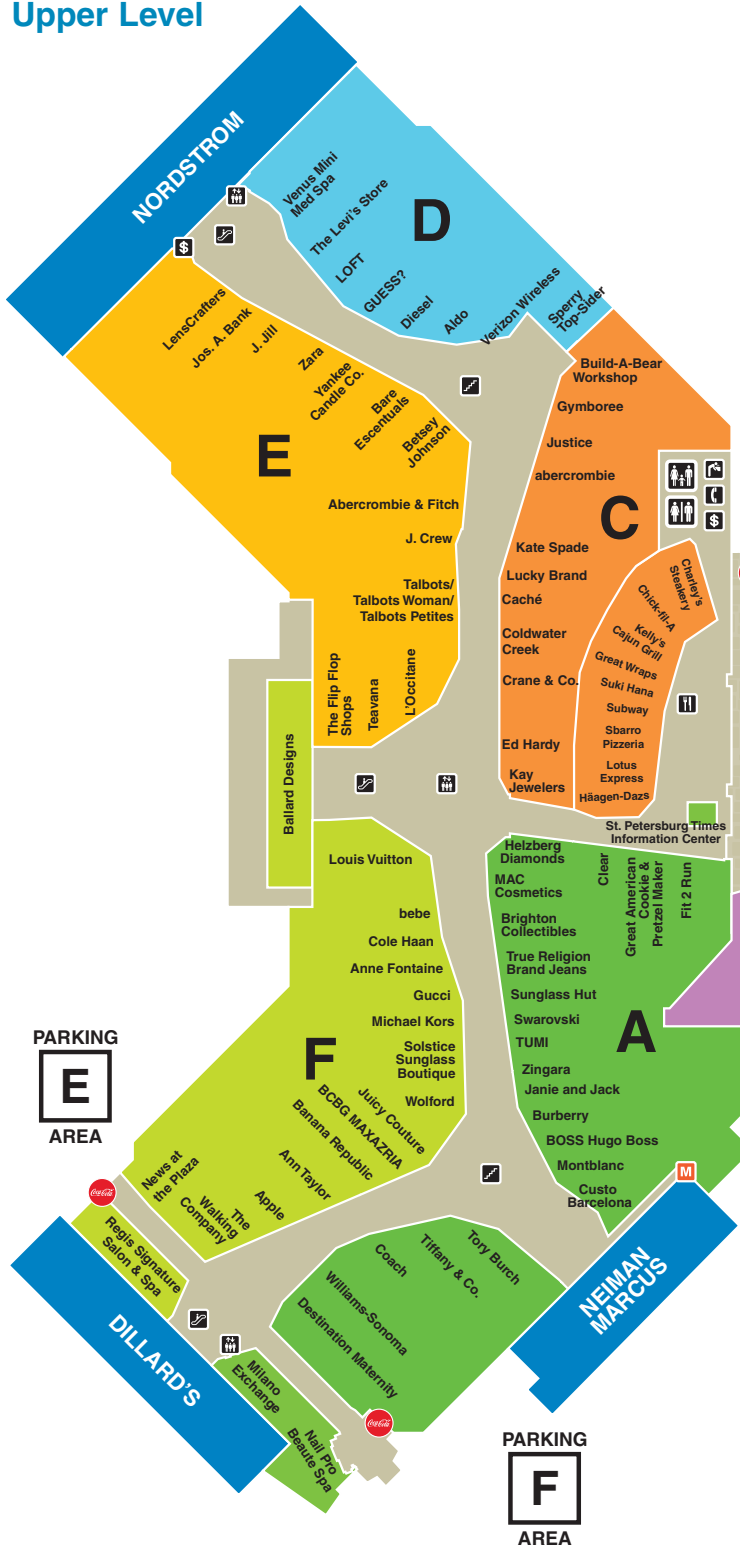 Upper Level
NORDSTROM
Venus Mini
Med Spa
The Levi's Store
LOFT
GUESS?
Diesel
Aldo
Verizon Wireless
Sperry
Top-Sider
D
$
LensCrafters
Jos. A. Bank
J. Jill
Zara
Yankee
Candle Co.
Bare
Escentuals
Betsey
Johnson
E
Abercrombie & Fitch
J. Crew
Talbots/
Talbots Woman/
Talbots Petites
The Flip Flop
Shops
Teavana
L'Occitane
Build-A-Bear
Workshop
Gymboree
Justice
abercrombie
C
$
Kate Spade
Lucky Brand
Caché
Coldwater
Creek
Crane & Co.
Ed Hardy
Kay
Jewelers
Charley's
Steakery
Chick-fil-A
Kelly's
Cajun Grill
Great Wraps
Suki Hana
Subway
Sbarro
Pizzeria
Lotus
Express
Häagen-Dazs
St. Petersburg Times
Information Center
Ballard Designs
Louis Vuitton
bebe
Cole Haan
Anne Fontaine
Gucci
Michael Kors
Solstice
Sunglass
Boutique
Wolford
F
Juicy Couture
BCBG MAXAZRIA
Banana Republic
Ann Taylor
Apple
The
Walking
Company
News at
the Plaza
Helzberg
Diamonds
MAC
Cosmetics
Brighton
Collectibles
True Religion
Brand Jeans
Sunglass Hut
Swarovski
TUMI
Zingara
Janie and Jack
Burberry
BOSS Hugo Boss
Montblanc
Custo
Barcelona
Clear
Great American
Cookie &
Pretzel Maker
Fit 2 Run
A
M
PARKING
E
AREA
Coca-Cola
Regis Signature
Salon & Spa
DILLARD'S
Milano
Exchange
Nail Pro
Beaute Spa
Coach
Tiffany & Co.
Tory Burch
Williams-Sonoma
Destination Maternity
Coca-Cola
NEIMAN
MARCUS
PARKING
F
AREA